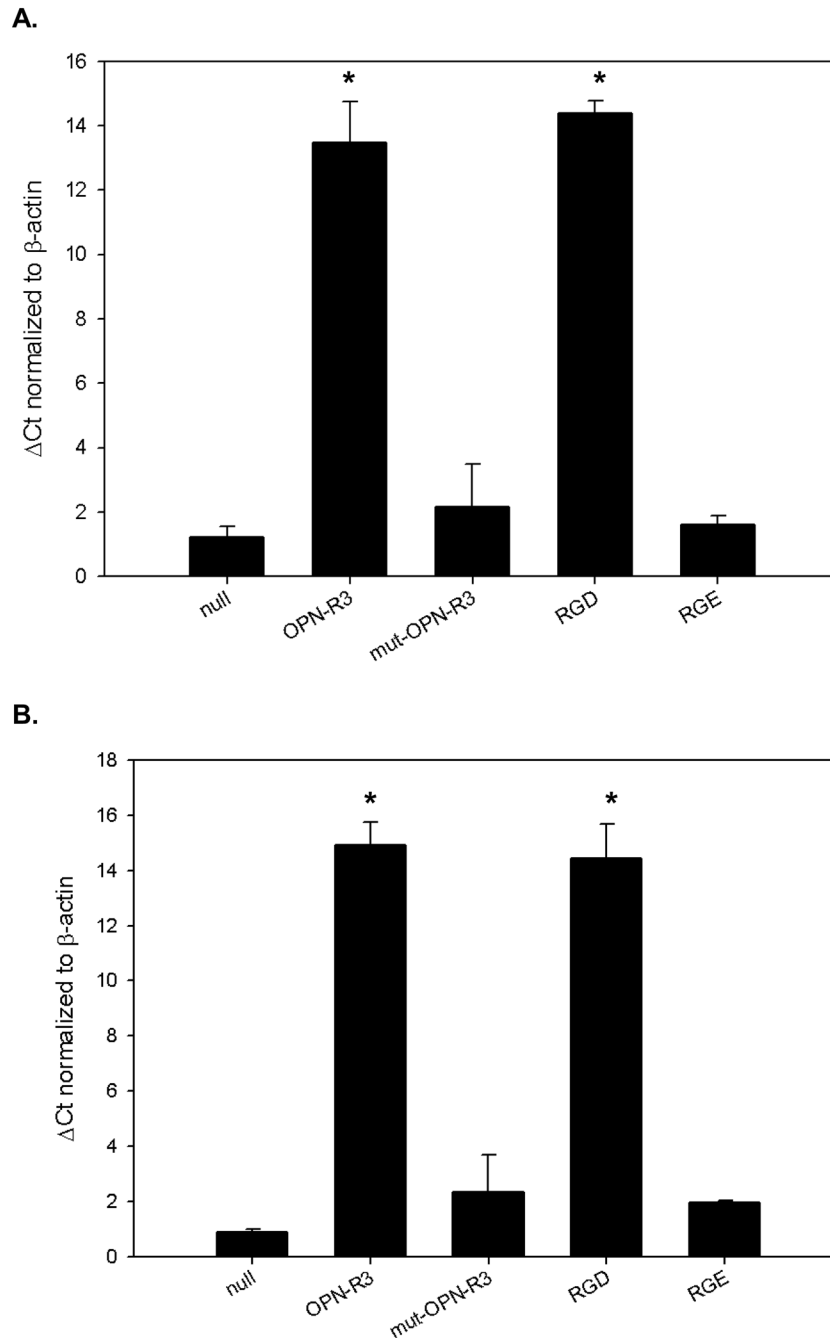 A.
16
14
12
10
8
6
4
2
0
ΔCt normalized to β-actin
*
*
null
OPN-R3
mut-OPN-R3
RGD
RGE
B.
18
16
14
12
10
8
6
4
2
0
ΔCt normalized to β-actin
*
*
null
OPN-R3
mut-OPN-R3
RGD
RGE